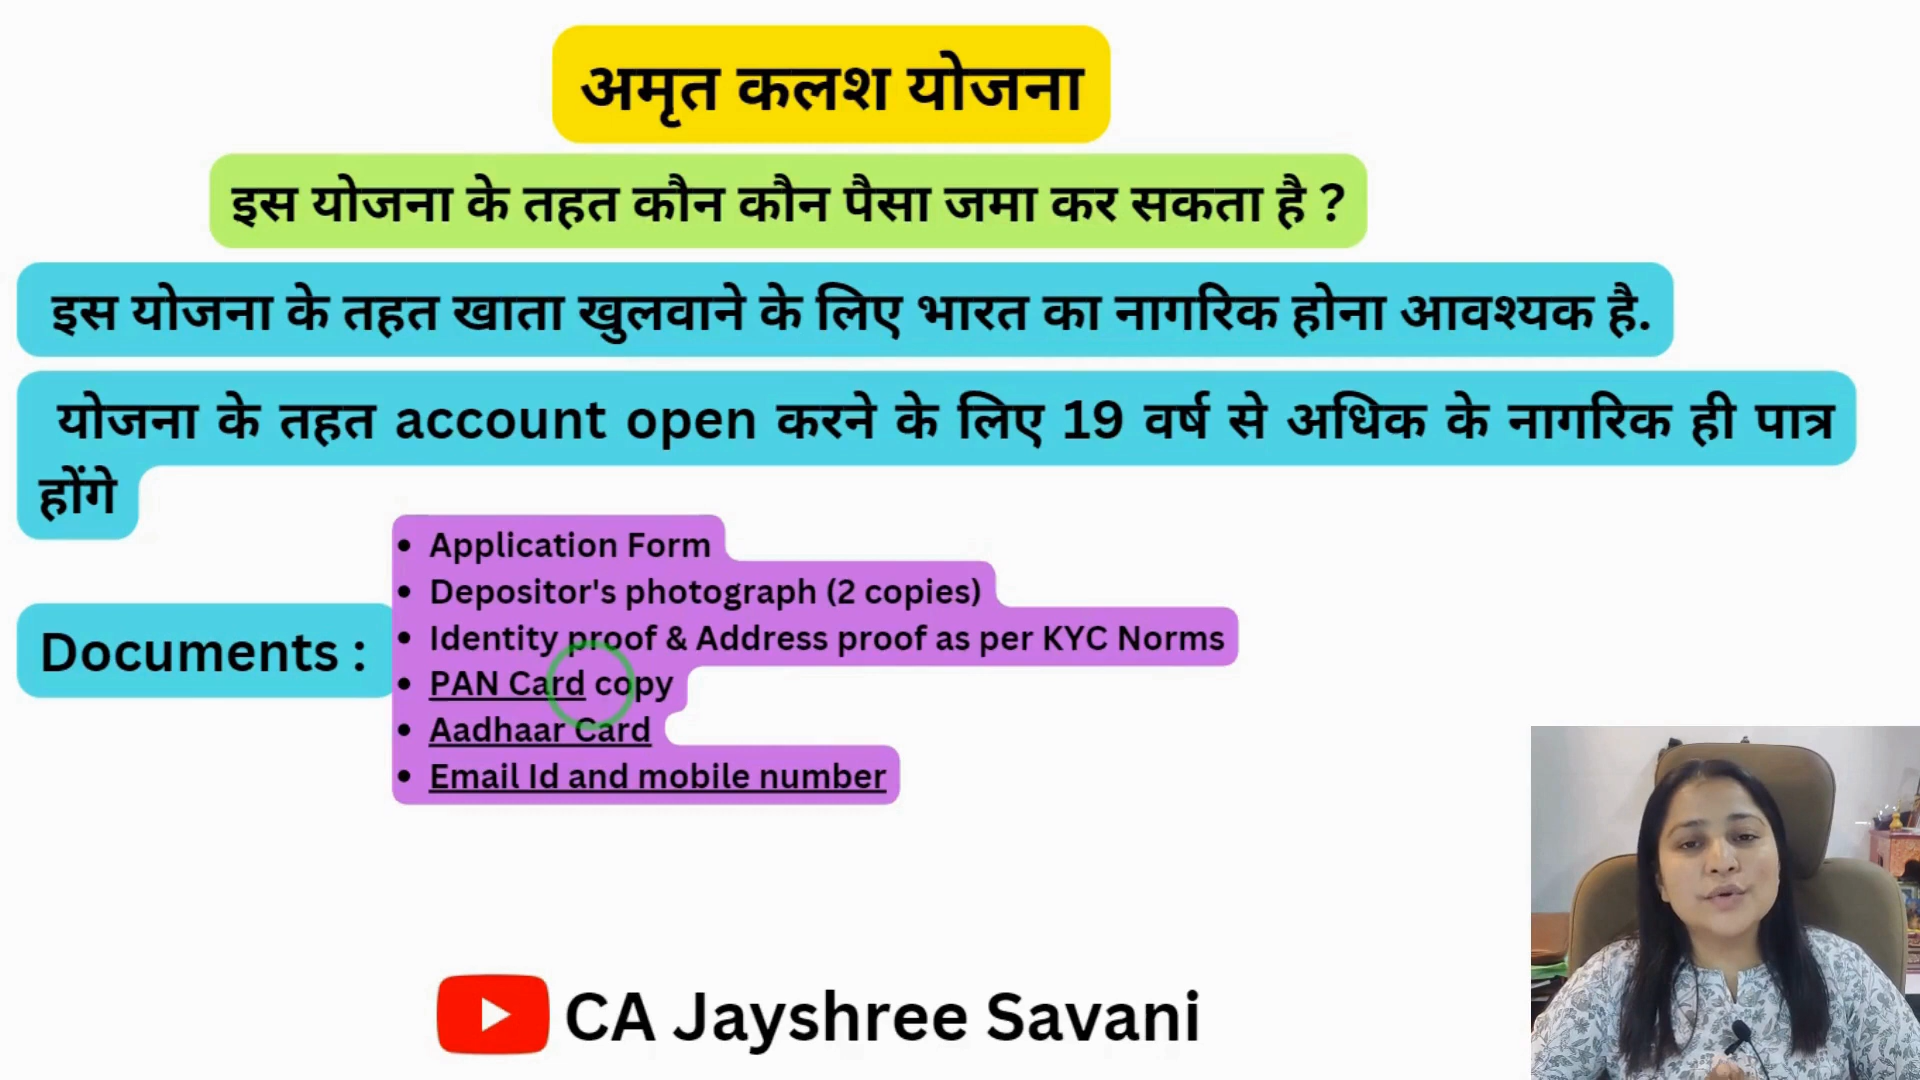 अमृत कलश योजना
इस योजना के तहत कौन कौन पैसा जमा कर सकता है ?
इस योजना के तहत खाता खुलवाने के लिए भारत का नागरिक होना आवश्यक है.
योजना के तहत account open करने के लिए 19 वर्ष से अधिक के नागरिक ही पात्र
होंगे
Documents :
• Application Form
• Depositor's photograph (2 copies)
• Identity proof & Address proof as per KYC Norms
• PAN Card copy
• Aadhaar Card
• Email Id and mobile number
CA Jayshree Savani